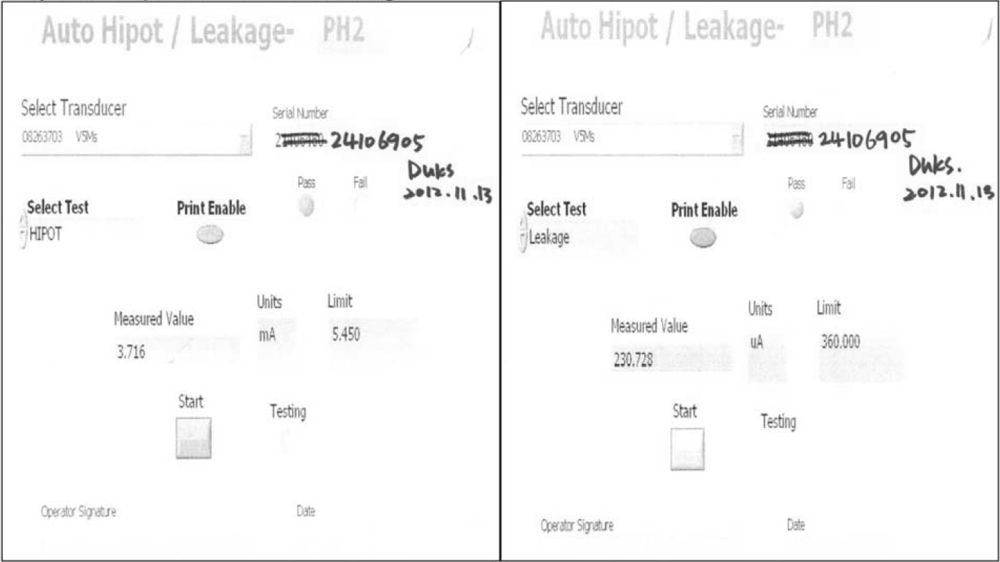 Auto Hipot / Leakage- PH2
Select Transducer
Serial Number
08263703 V5Ms
24106905
Duks
2012.11.13
Pass Fail
Select Test
Print Enable
HIPOT
Units Limit
Measured Value
mA 5.450
3.716
Start
Testing
Operator Signature Date
Auto Hipot / Leakage- PH2
Select Transducer
Serial Number
08263703 V5Ms
24106905
Duks.
2012.11.13
Pass Fail
Select Test
Print Enable
Leakage
Units Limit
Measured Value
uA 360.000
230.728
Start
Testing
Operator Signature Date